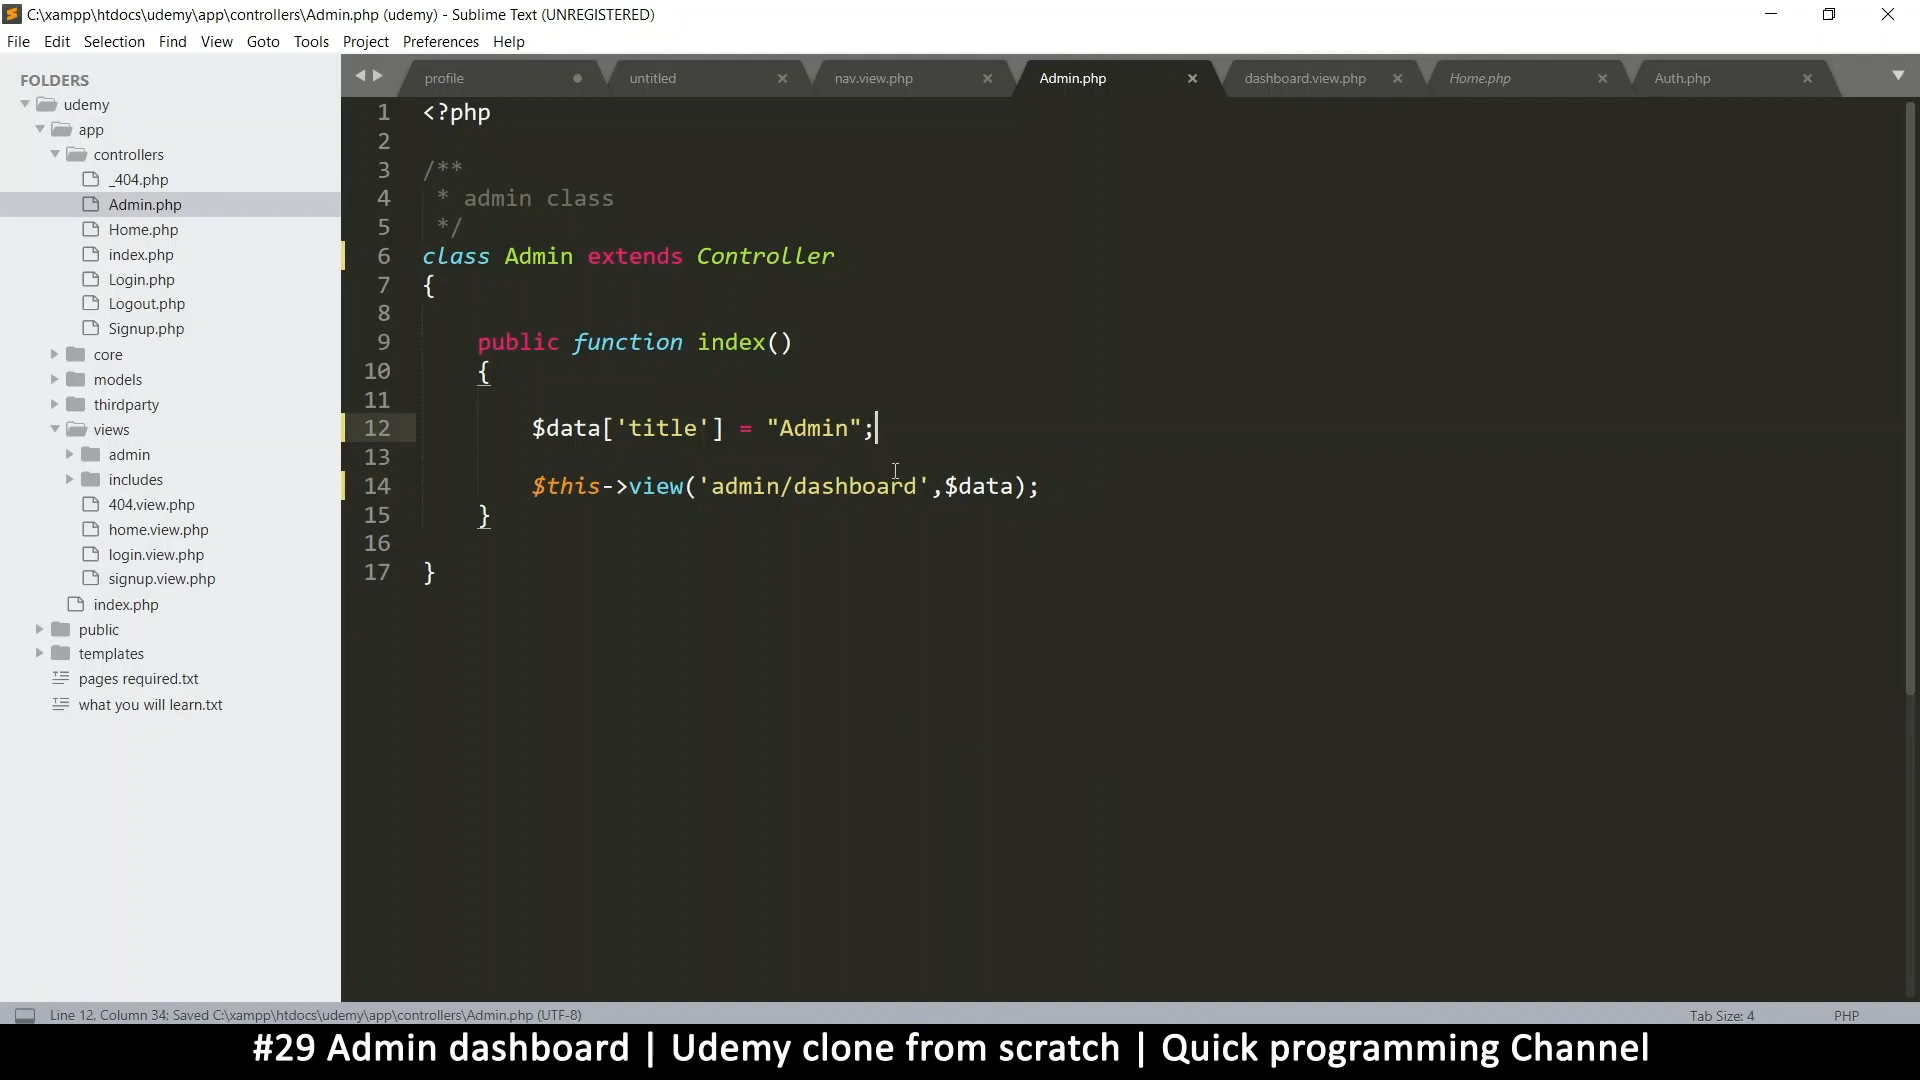 C:\xampp\htdocs\udemy\app\controllers\Admin.php (udemy) - Sublime Text (UNREGISTERED)
File Edit Selection Find View Goto Tools Project Preferences Help
FOLDERS
udemy
app
controllers
_404.php
Admin.php
Home.php
index.php
Login.php
Logout.php
Signup.php
core
models
thirdparty
views
admin
includes
404.view.php
home.view.php
login.view.php
signup.view.php
index.php
public
templates
pages required.txt
what you will learn.txt
profile untitled nav.view.php Admin.php dashboard.view.php Home.php Auth.php
1 <?php
2
3 /**
4 * admin class
5 */
6 class Admin extends Controller
7 {
8
9 public function index()
10 {
11
12 $data['title'] = "Admin";
13
14 $this->view('admin/dashboard',$data);
15 }
16
17 }
Line 12, Column 34; Saved C:\xampp\htdocs\udemy\app\controllers\Admin.php (UTF-8) Tab Size: 4 PHP
#29 Admin dashboard | Udemy clone from scratch | Quick programming Channel